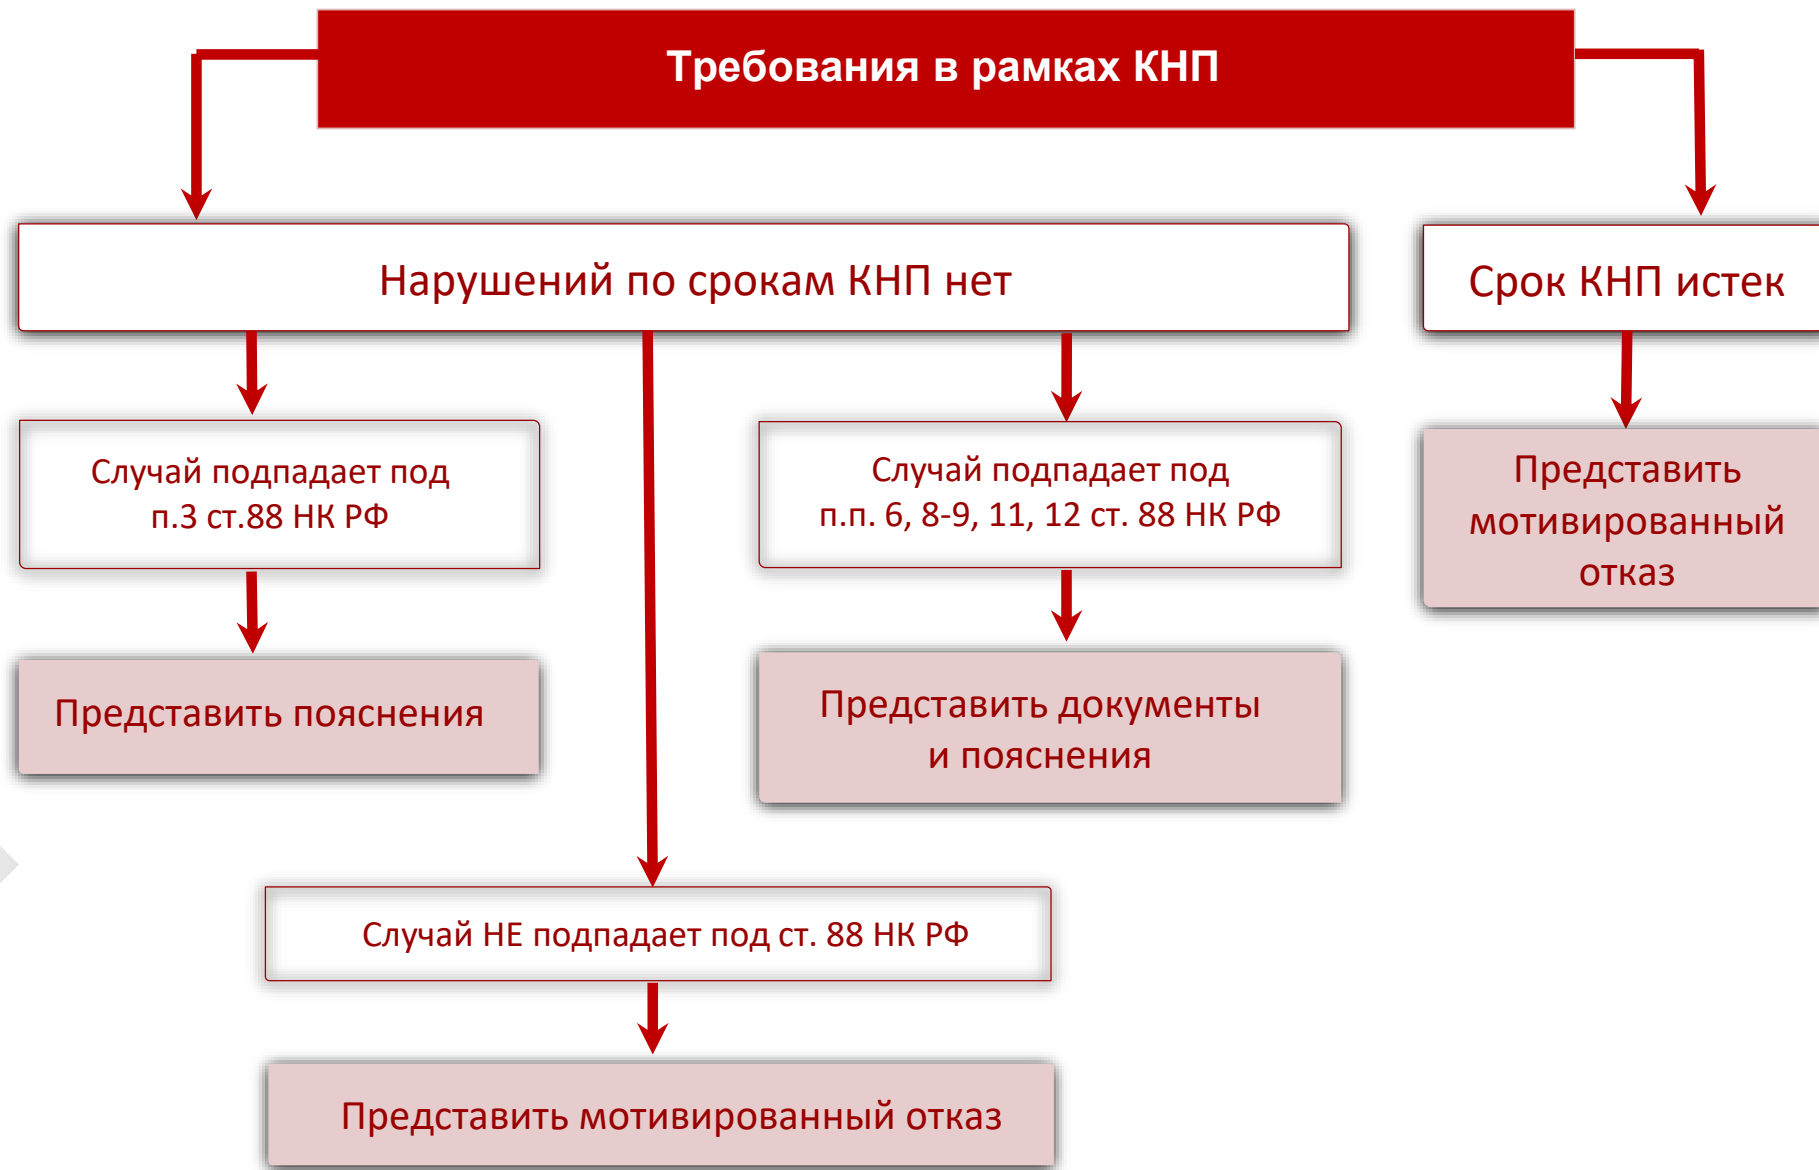 Требования в рамках КНП
Нарушений по срокам КНП нет
Срок КНП истек
Случай подпадает под
п.3 ст.88 НК РФ
Случай подпадает под
п.п. 6, 8-9, 11, 12 ст. 88 НК РФ
Представить
мотивированный
отказ
Представить пояснения
Представить документы
и пояснения
Случай НЕ подпадает под ст. 88 НК РФ
Представить мотивированный отказ